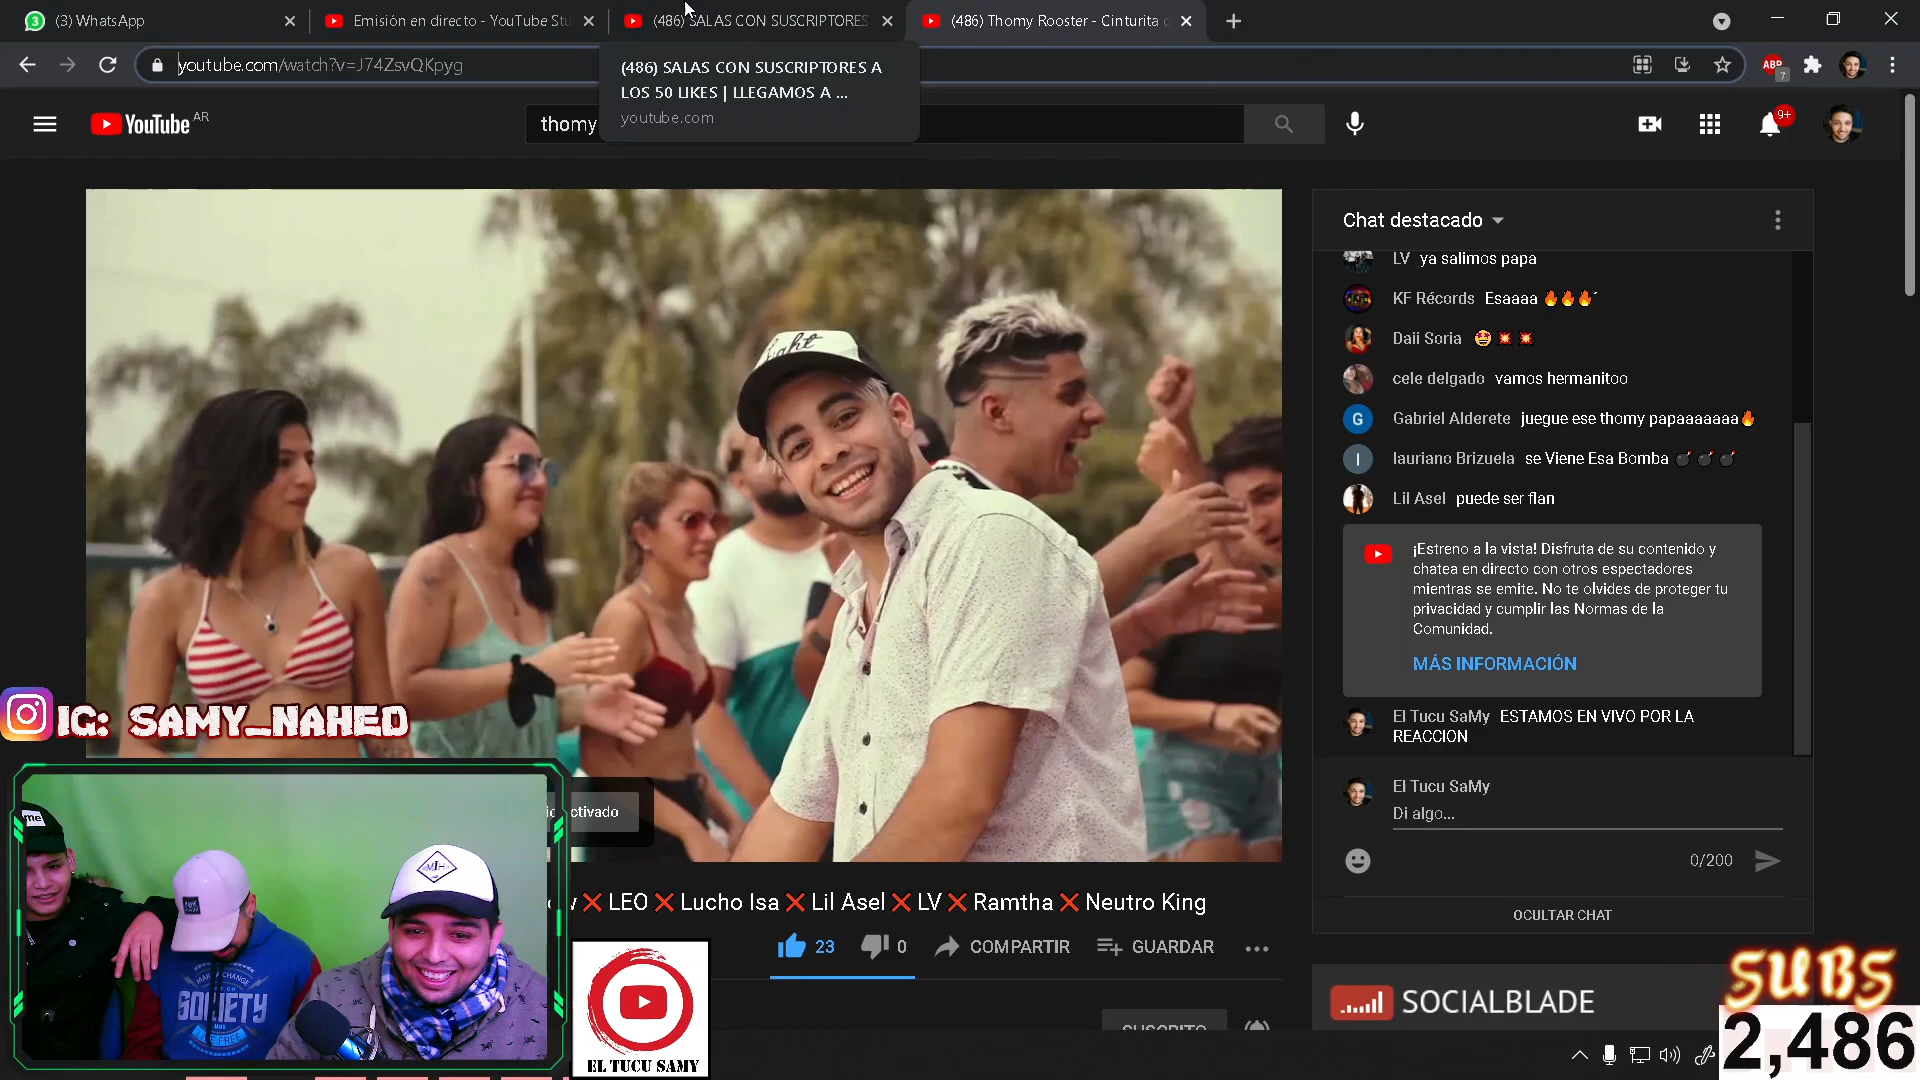 3
(3) WhatsApp
Emisión en directo - YouTube Stu
(486) SALAS CON SUSCRIPTORES
(486) Thomy Rooster - Cinturita d
youtube.com/watch?v=J74ZsvQKpyg
ABP
7
(486) SALAS CON SUSCRIPTORES A
LOS 50 LIKES | LLEGAMOS A ...
youtube.com
YouTube AR
thomy
9+
Chat destacado
LV ya salimos papa
KF Récords Esaaaa 🔥🔥🔥´
Daii Soria 🤩💥💥
cele delgado vamos hermanitoo
G
Gabriel Alderete juegue ese thomy papaaaaaaa🔥
l
lauriano Brizuela se Viene Esa Bomba 💣💣💣
Lil Asel puede ser flan
¡Estreno a la vista! Disfruta de su contenido y
chatea en directo con otros espectadores
mientras se emite. No te olvides de proteger tu
privacidad y cumplir las Normas de la
Comunidad.
MÁS INFORMACIÓN
El Tucu SaMy ESTAMOS EN VIVO POR LA
REACCION
El Tucu SaMy
Di algo...
0/200
OCULTAR CHAT
IG: SAMY_NAHED
ctivado
❌ LEO ❌ Lucho Isa ❌ Lil Asel ❌ LV ❌ Ramtha ❌ Neutro King
23
0
COMPARTIR
GUARDAR
SUSCRITO
me
MIH
SOCIETY
EL TUCU SAMY
SOCIALBLADE
SUBS
2,486